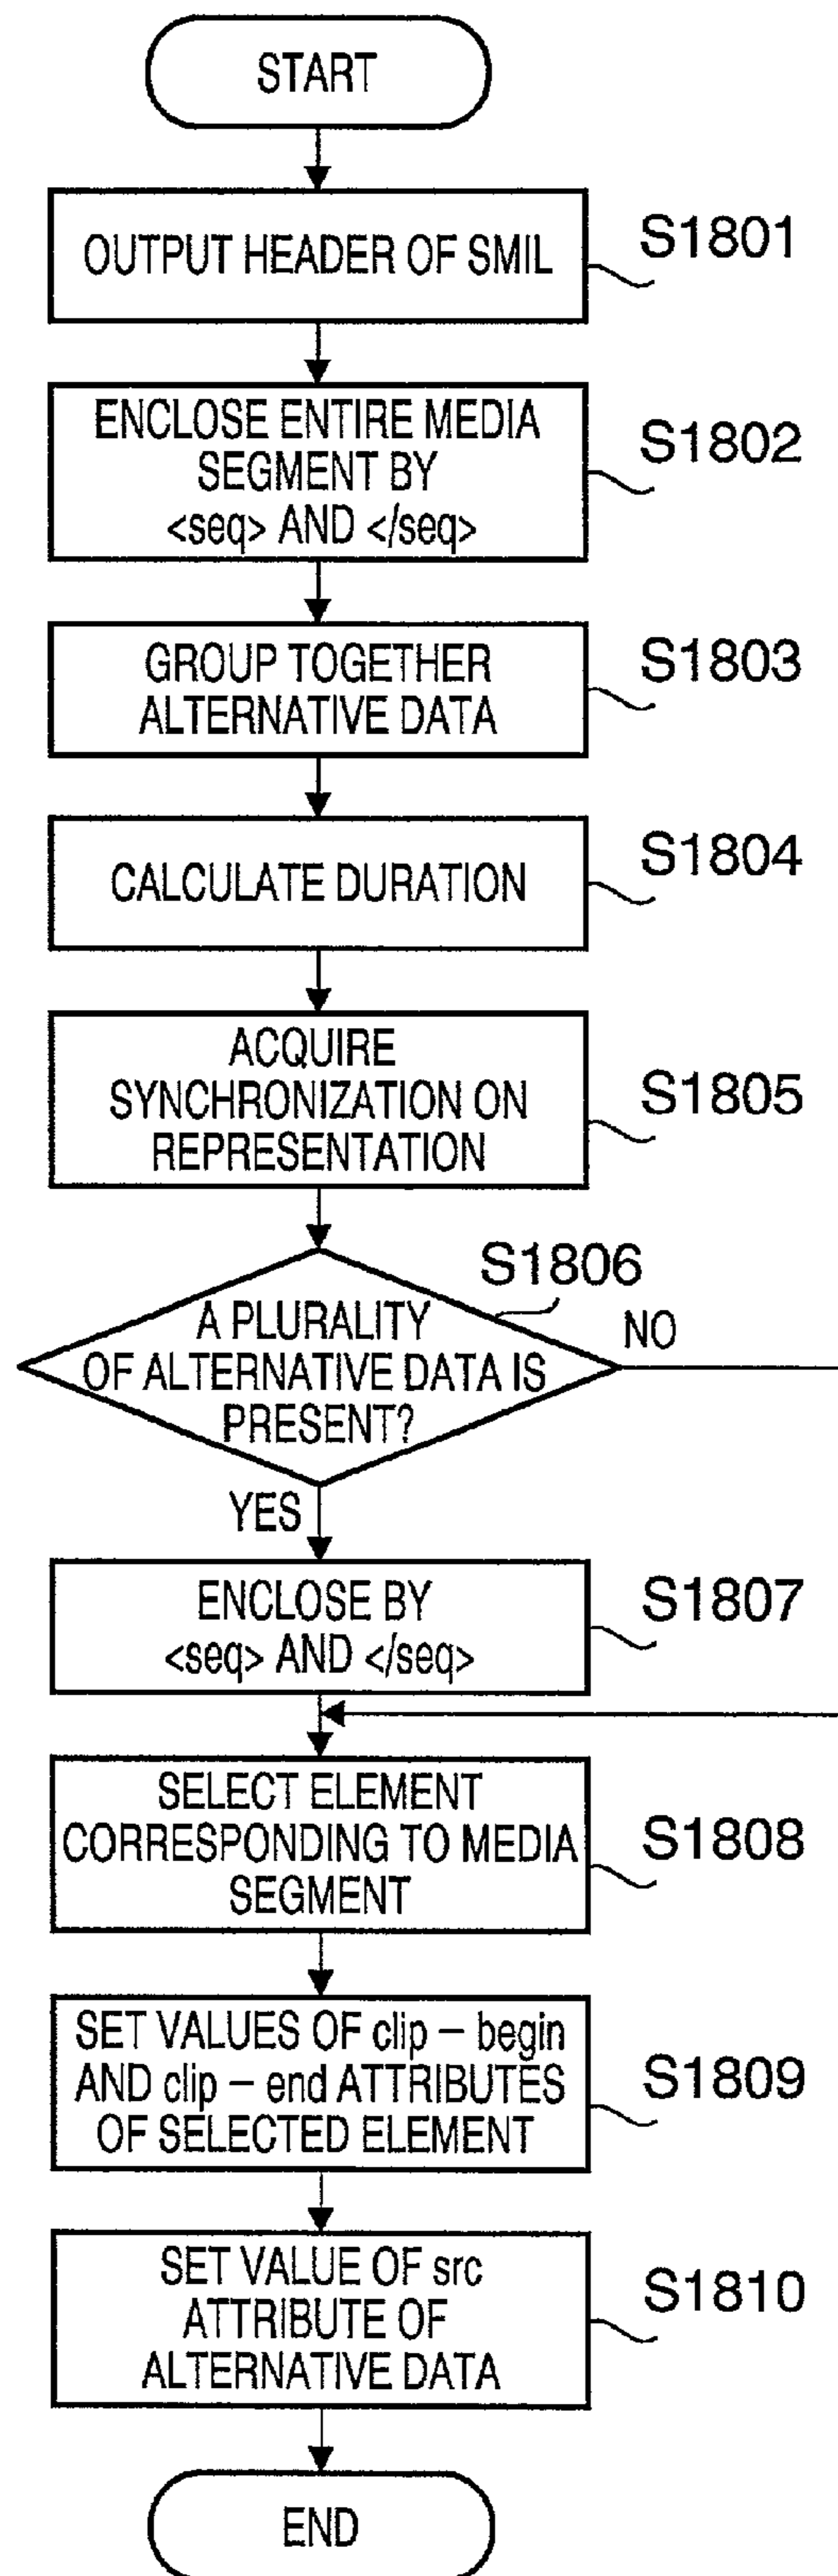 START
OUTPUT HEADER OF SMIL
S1801
ENCLOSE ENTIRE MEDIA
SEGMENT BY
<seq> AND </seq>
S1802
GROUP TOGETHER
ALTERNATIVE DATA
S1803
CALCULATE DURATION
S1804
ACQUIRE
SYNCHRONIZATION ON
REPRESENTATION
S1805
S1806
A PLURALITY
OF ALTERNATIVE DATA IS
PRESENT?
NO
YES
ENCLOSE BY
<seq> AND </seq>
S1807
SELECT ELEMENT
CORRESPONDING TO MEDIA
SEGMENT
S1808
SET VALUES OF clip – begin
AND clip – end ATTRIBUTES
OF SELECTED ELEMENT
S1809
SET VALUE OF src
ATTRIBUTE OF
ALTERNATIVE DATA
S1810
END